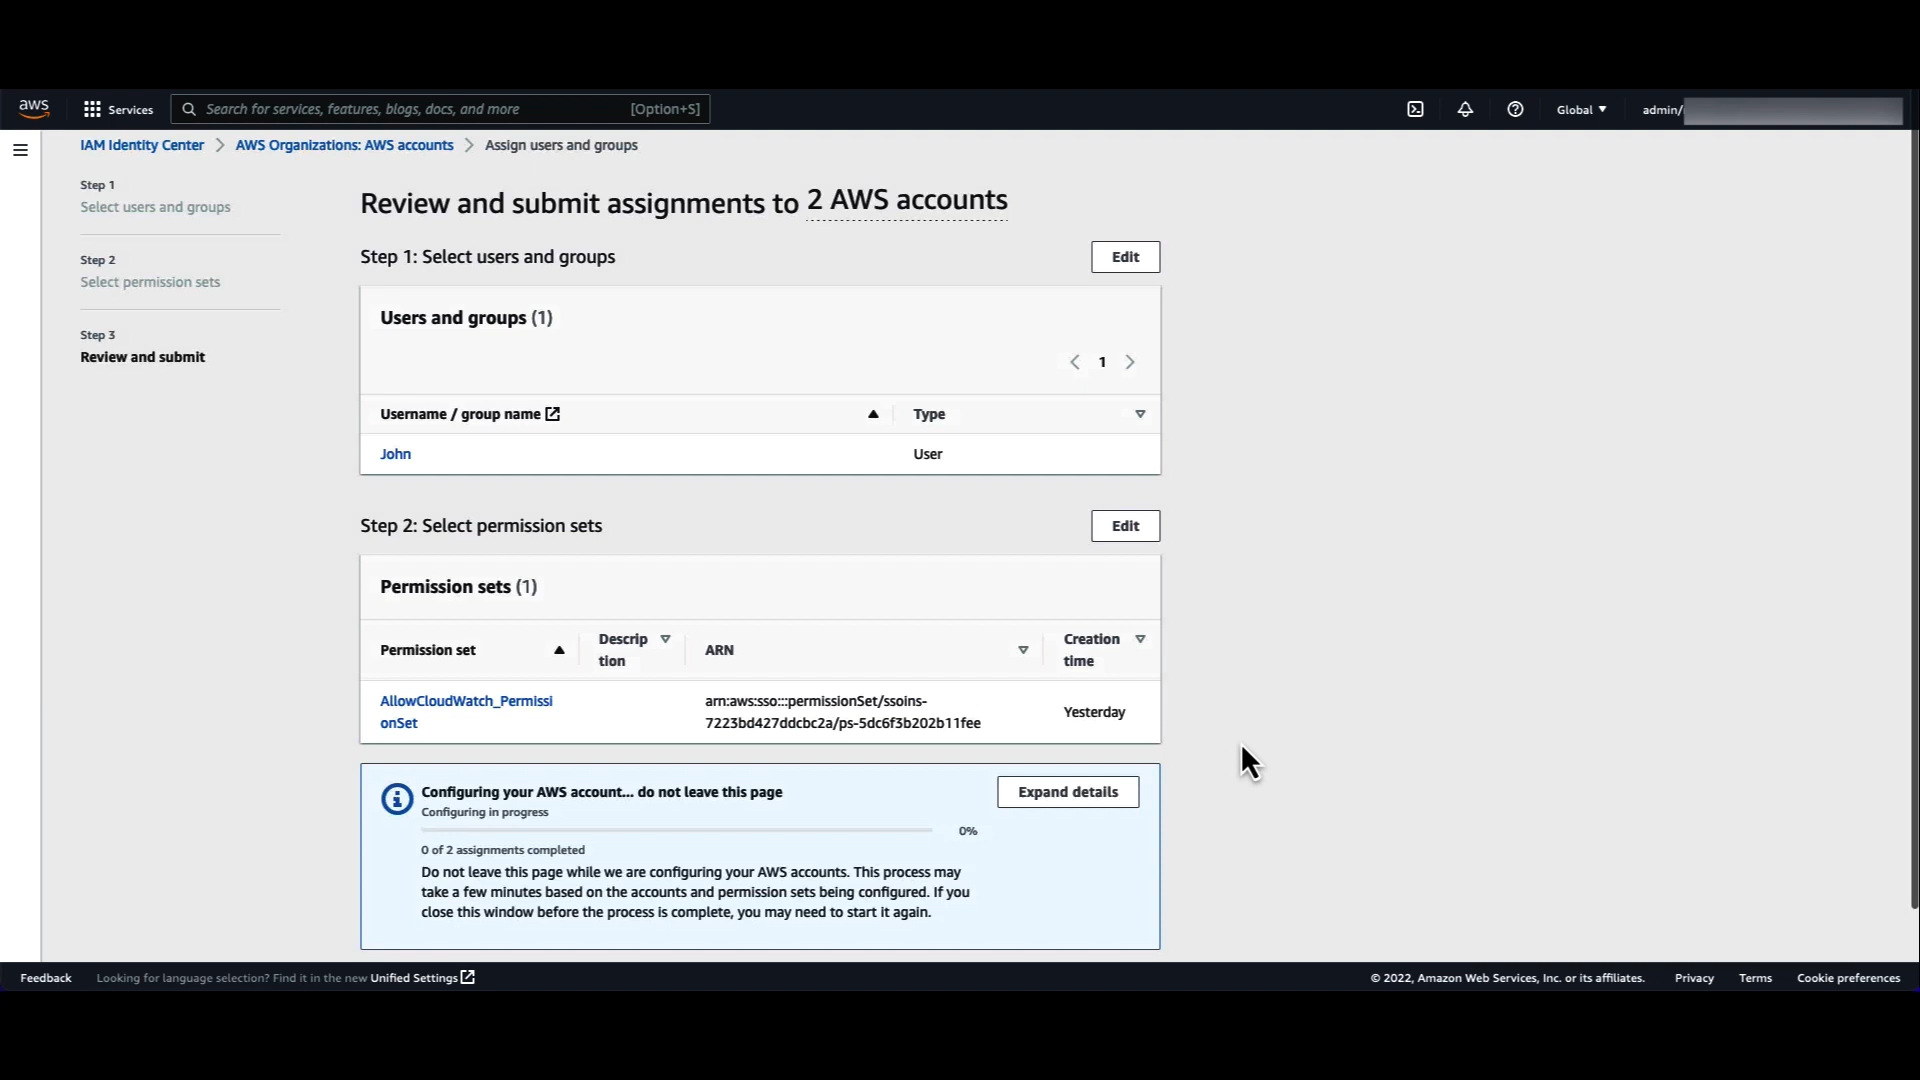 aws
Services
Search for services, features, blogs, docs, and more
[Option+S]
Global
admin/
IAM Identity Center
AWS Organizations: AWS accounts
Assign users and groups
Step 1
Select users and groups
Step 2
Select permission sets
Step 3
Review and submit
Review and submit assignments to 2 AWS accounts
Step 1: Select users and groups
Edit
Users and groups (1)
1
Username / group name
Type
John
User
Step 2: Select permission sets
Edit
Permission sets (1)
Permission set
Descrip
tion
ARN
Creation
time
AllowCloudWatch_Permissi
onSet
arn:aws:sso:::permissionSet/ssoins-
7223bd427ddcbc2a/ps-5dc6f3b202b11fee
Yesterday
Configuring your AWS account... do not leave this page
Expand details
Configuring in progress
0%
0 of 2 assignments completed
Do not leave this page while we are configuring your AWS accounts. This process may
take a few minutes based on the accounts and permission sets being configured. If you
close this window before the process is complete, you may need to start it again.
Feedback
Looking for language selection? Find it in the new Unified Settings
© 2022, Amazon Web Services, Inc. or its affiliates.
Privacy
Terms
Cookie preferences